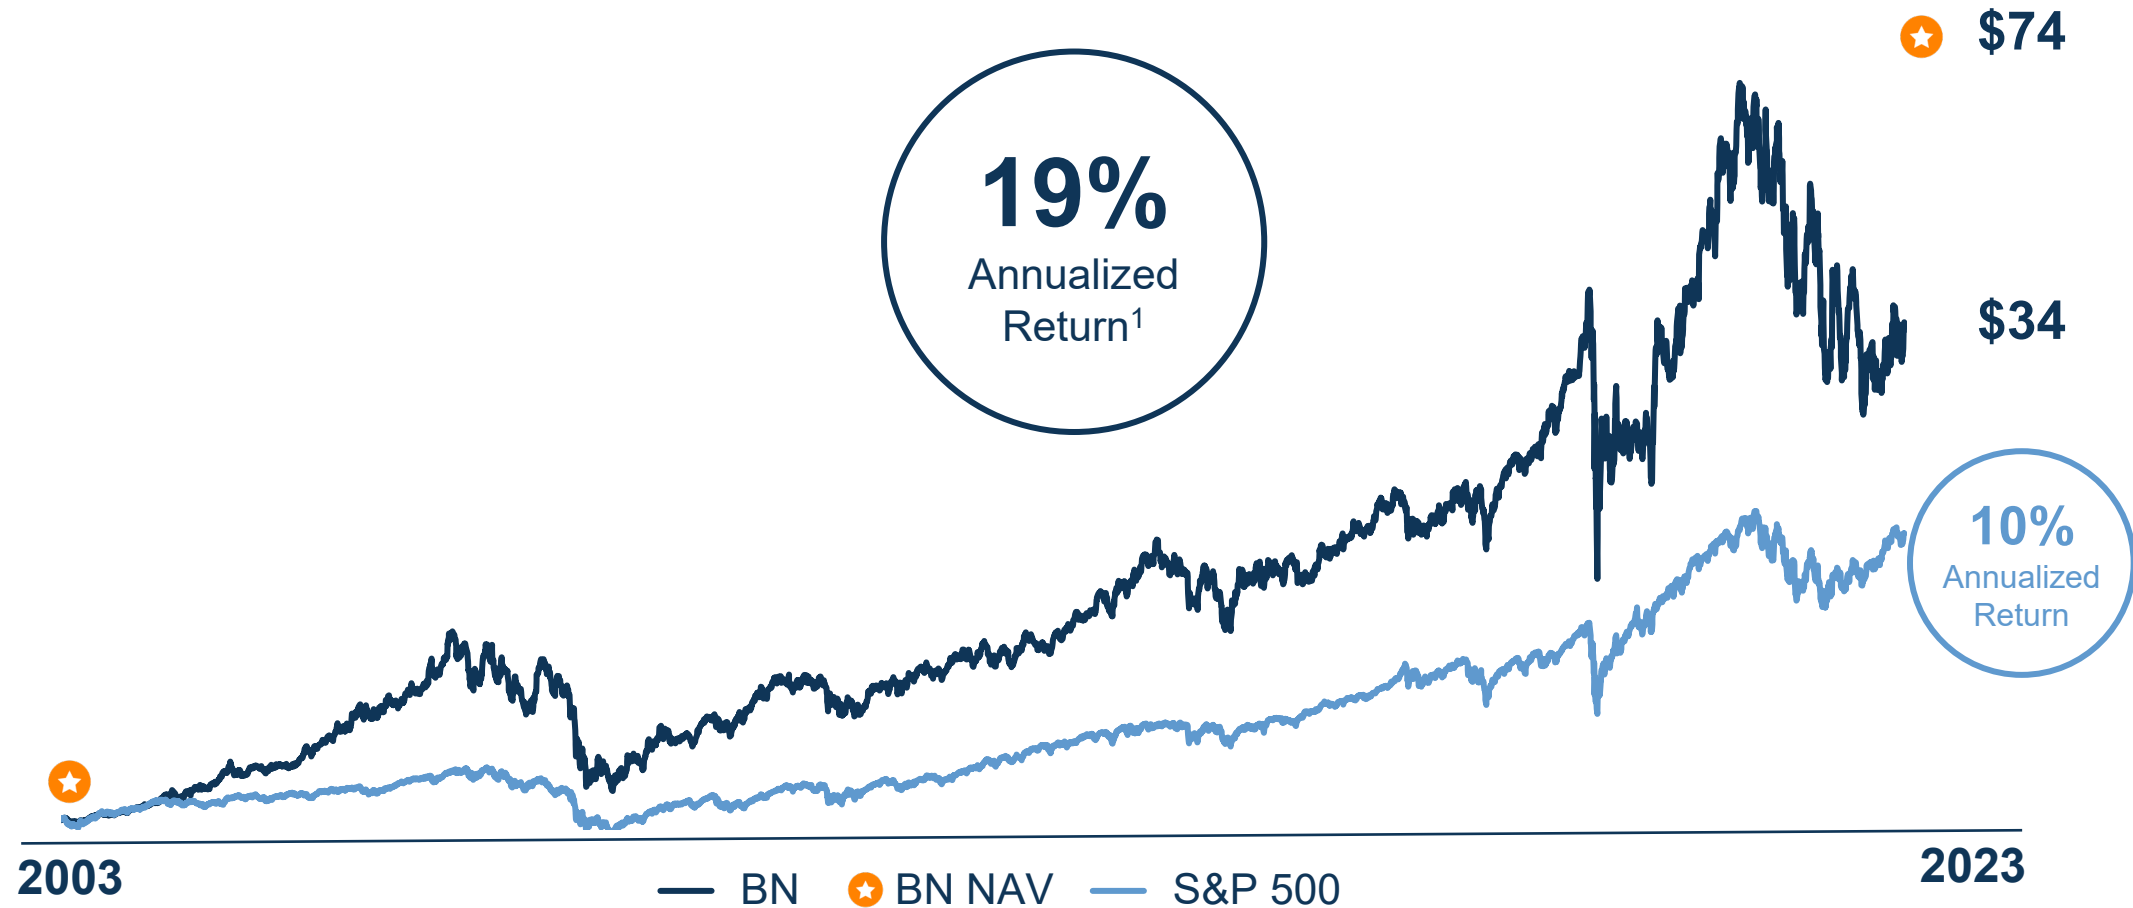 $74
19%
Annualized
Return¹
$34
10%
Annualized
Return
2003
2023
BN
BN NAV
S&P 500